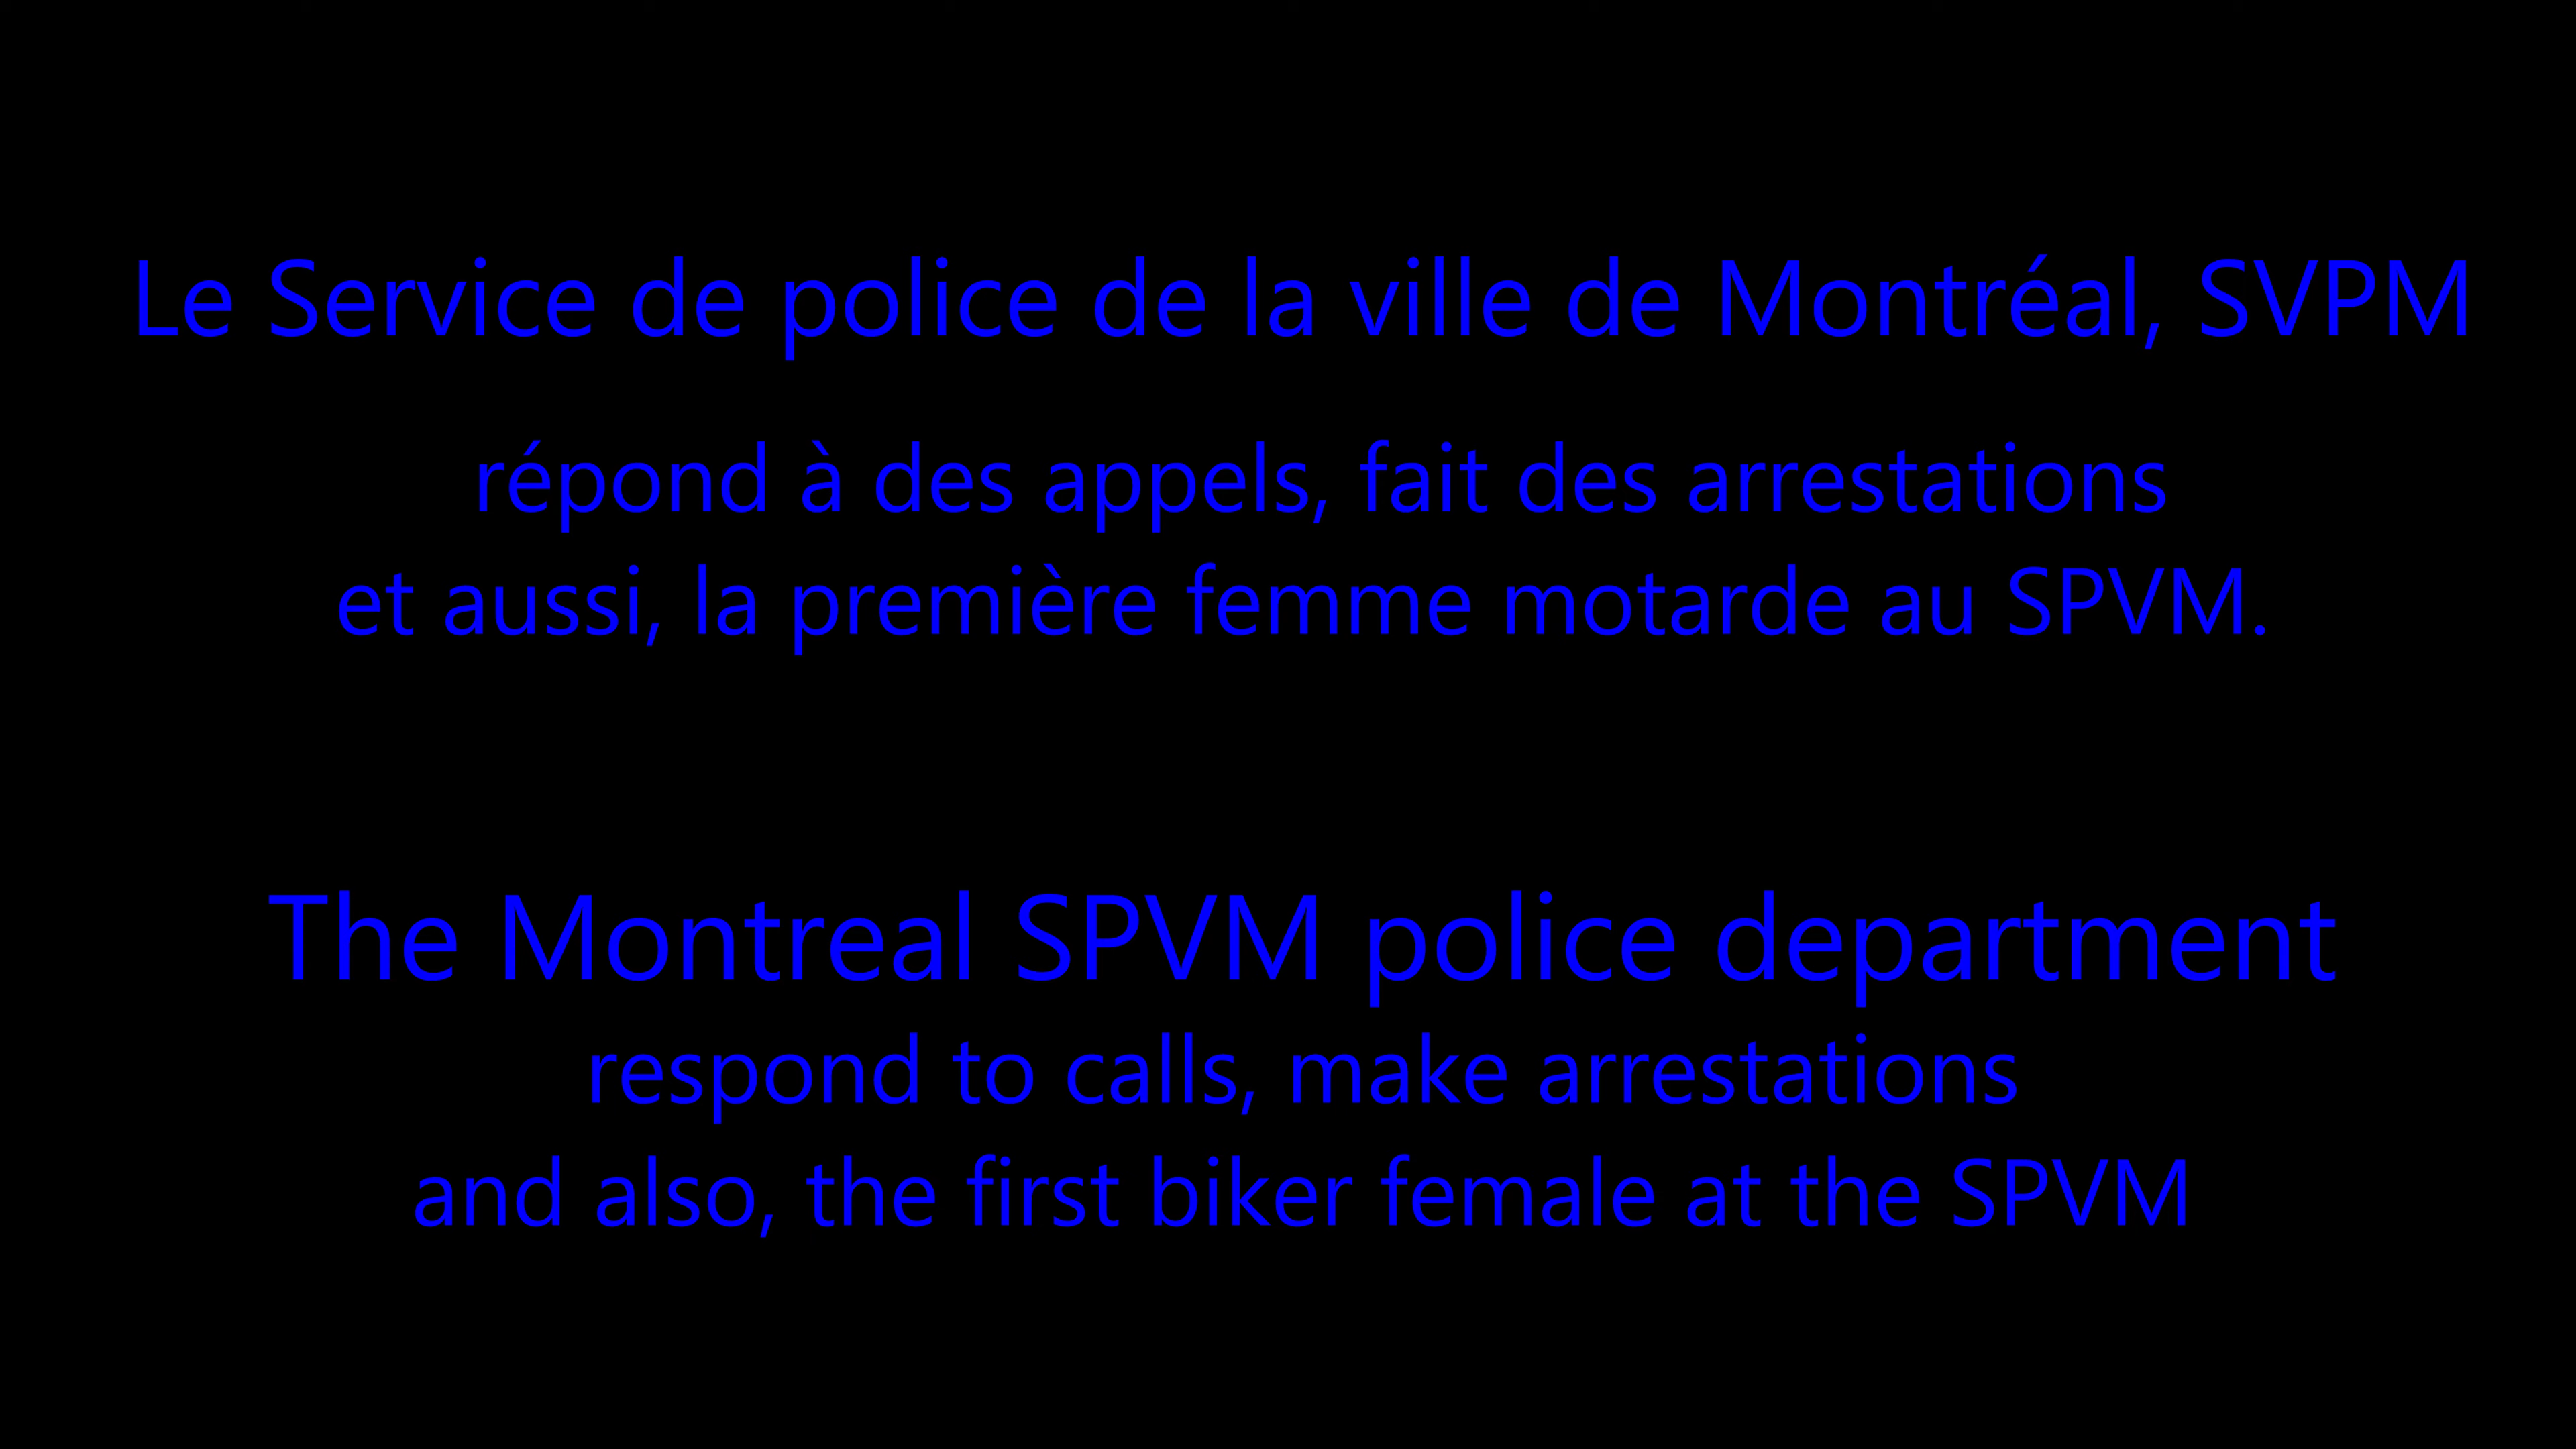 Le Service de police de la ville de Montréal, SVPM
répond à des appels, fait des arrestations
et aussi, la première femme motarde au SPVM.
The Montreal SPVM police department
respond to calls, make arrestations
and also, the first biker female at the SPVM